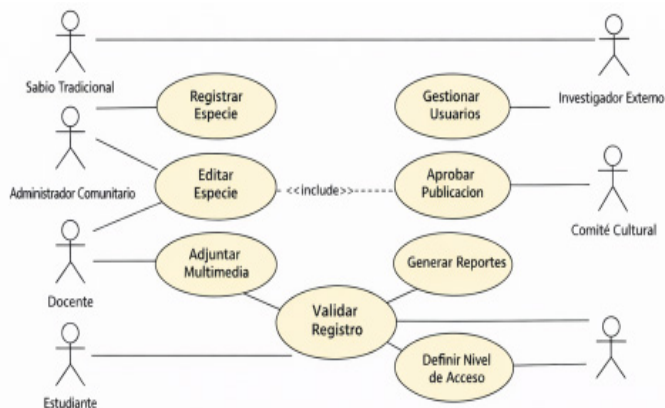 Sabio Tradicional
Investigador Externo
Registrar
Especie
Gestionar
Usuarios
Administrador Comunitario
Editar
Especie
<<include>>
Aprobar
Publicacion
Comité Cultural
Docente
Adjuntar
Multimedia
Generar Reportes
Validar
Registro
Definir Nivel
de Acceso
Estudiante